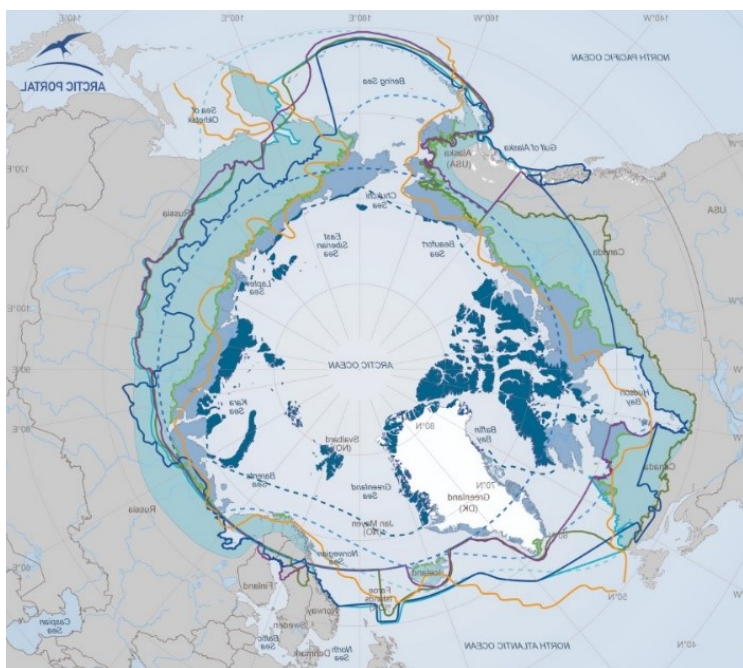 140°E
160°E
160°W
140°W
NORTH PACIFIC OCEAN
ARCTIC PORTAL
Bering Sea
Sea of
Okhotsk
Gulf of Alaska
Alaska
(USA)
120°E
Chukchi
Sea
Russia
USA
East
Siberian
Sea
Beaufort
Sea
Canada
Laptev
Sea
100°E
ARCTIC OCEAN
Hudson
Bay
Kara
Sea
80°N
Baffin
Bay
Svalbard
(NO)
Canada
Barents
Sea
Greenland
Sea
70°N
Greenland
(DK)
Russia
Jan Mayen
(NO)
Norwegian
Sea
Iceland
60°E
Finland
Faroe
Islands
50°N
Norway
Caspian
Sea
Sweden
Baltic
Sea
Denmark
North
Sea
NORTH ATLANTIC OCEAN
40°N